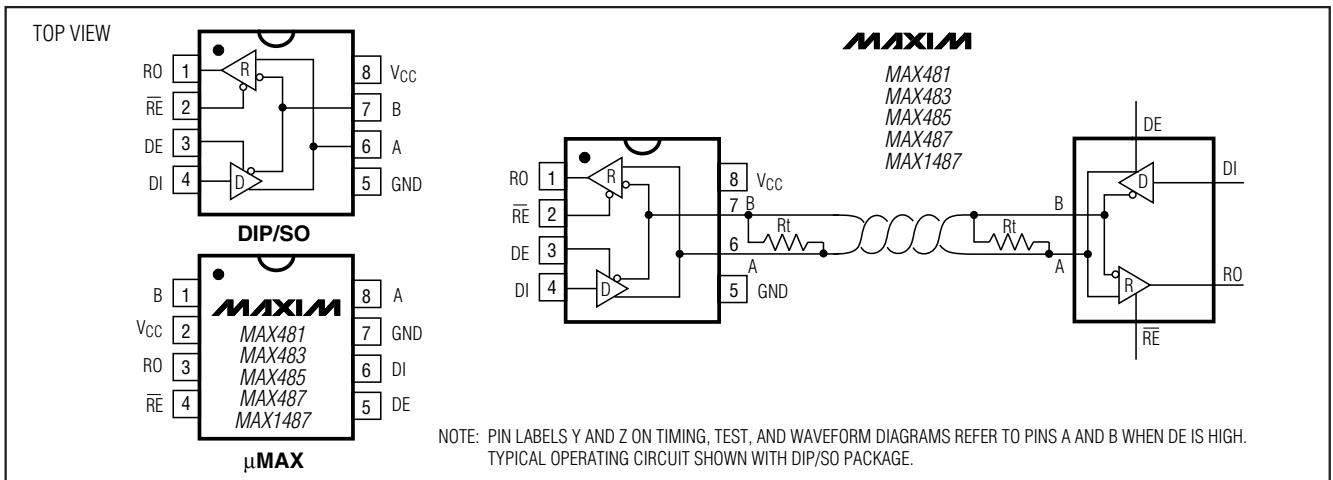 TOP VIEW
RO 1
RE 2
DE 3
DI 4
8 VCC
7 B
6 A
5 GND
R
D
DIP/SO
B 1
VCC 2
RO 3
RE 4
8 A
7 GND
6 DI
5 DE
MAXIM
MAX481
MAX483
MAX485
MAX487
MAX1487
µMAX
MAXIM
MAX481
MAX483
MAX485
MAX487
MAX1487
RO 1
RE 2
DE 3
DI 4
R
D
8 VCC
7 B
6
A
5 GND
Rt
Rt
B
A
DE
D
DI
R
RO
RE
NOTE: PIN LABELS Y AND Z ON TIMING, TEST, AND WAVEFORM DIAGRAMS REFER TO PINS A AND B WHEN DE IS HIGH.
TYPICAL OPERATING CIRCUIT SHOWN WITH DIP/SO PACKAGE.